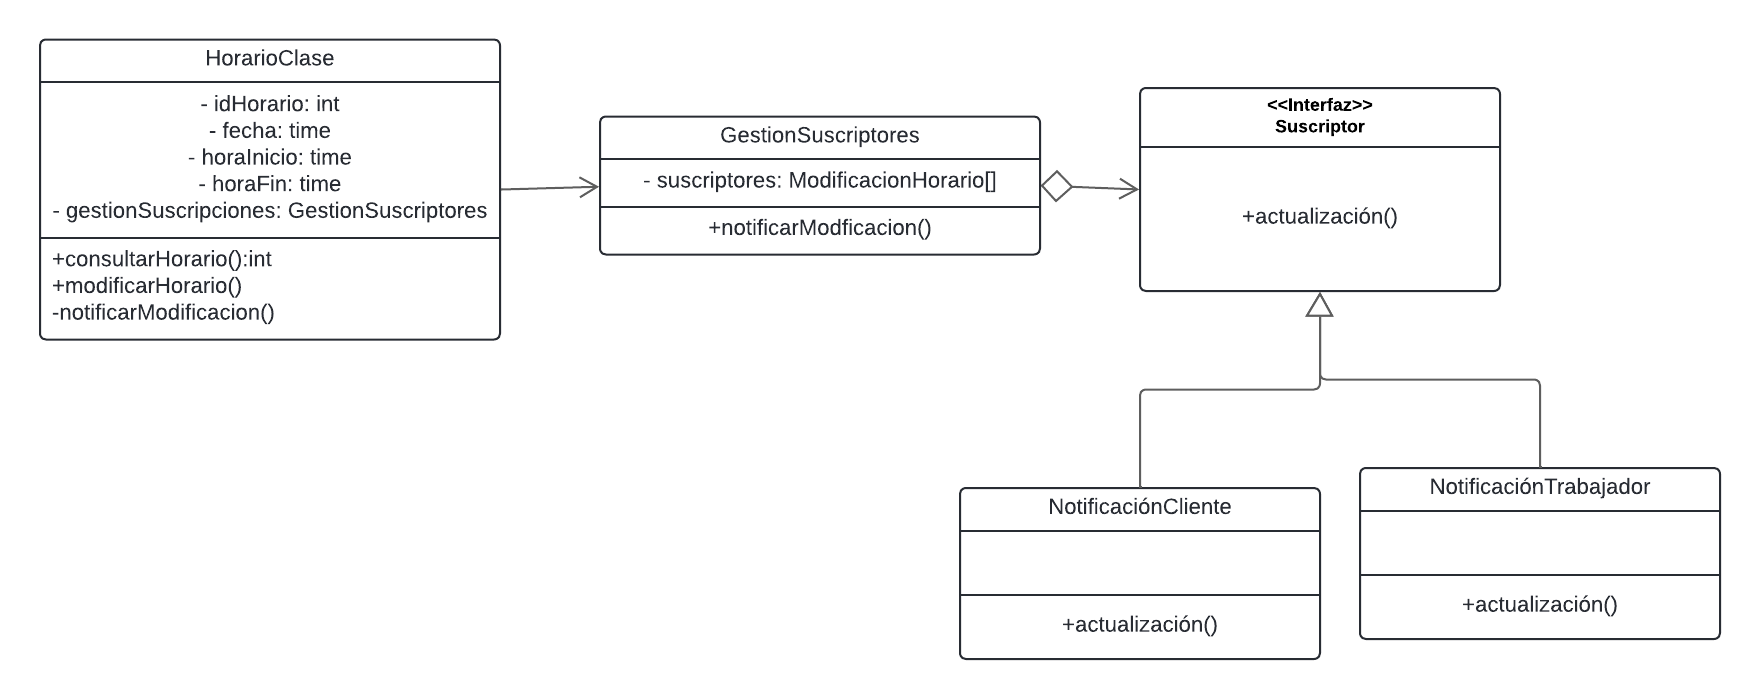 HorarioClase
- idHorario: int
- fecha: time
- horaInicio: time
- horaFin: time
- gestionSuscripciones: GestionSuscriptores
+consultarHorario():int
+modificarHorario()
-notificarModificacion()
GestionSuscriptores
- suscriptores: ModificacionHorario[]
+notificarModficacion()
<<Interfaz>>
Suscriptor
+actualización()
NotificaciónCliente
+actualización()
NotificaciónTrabajador
+actualización()